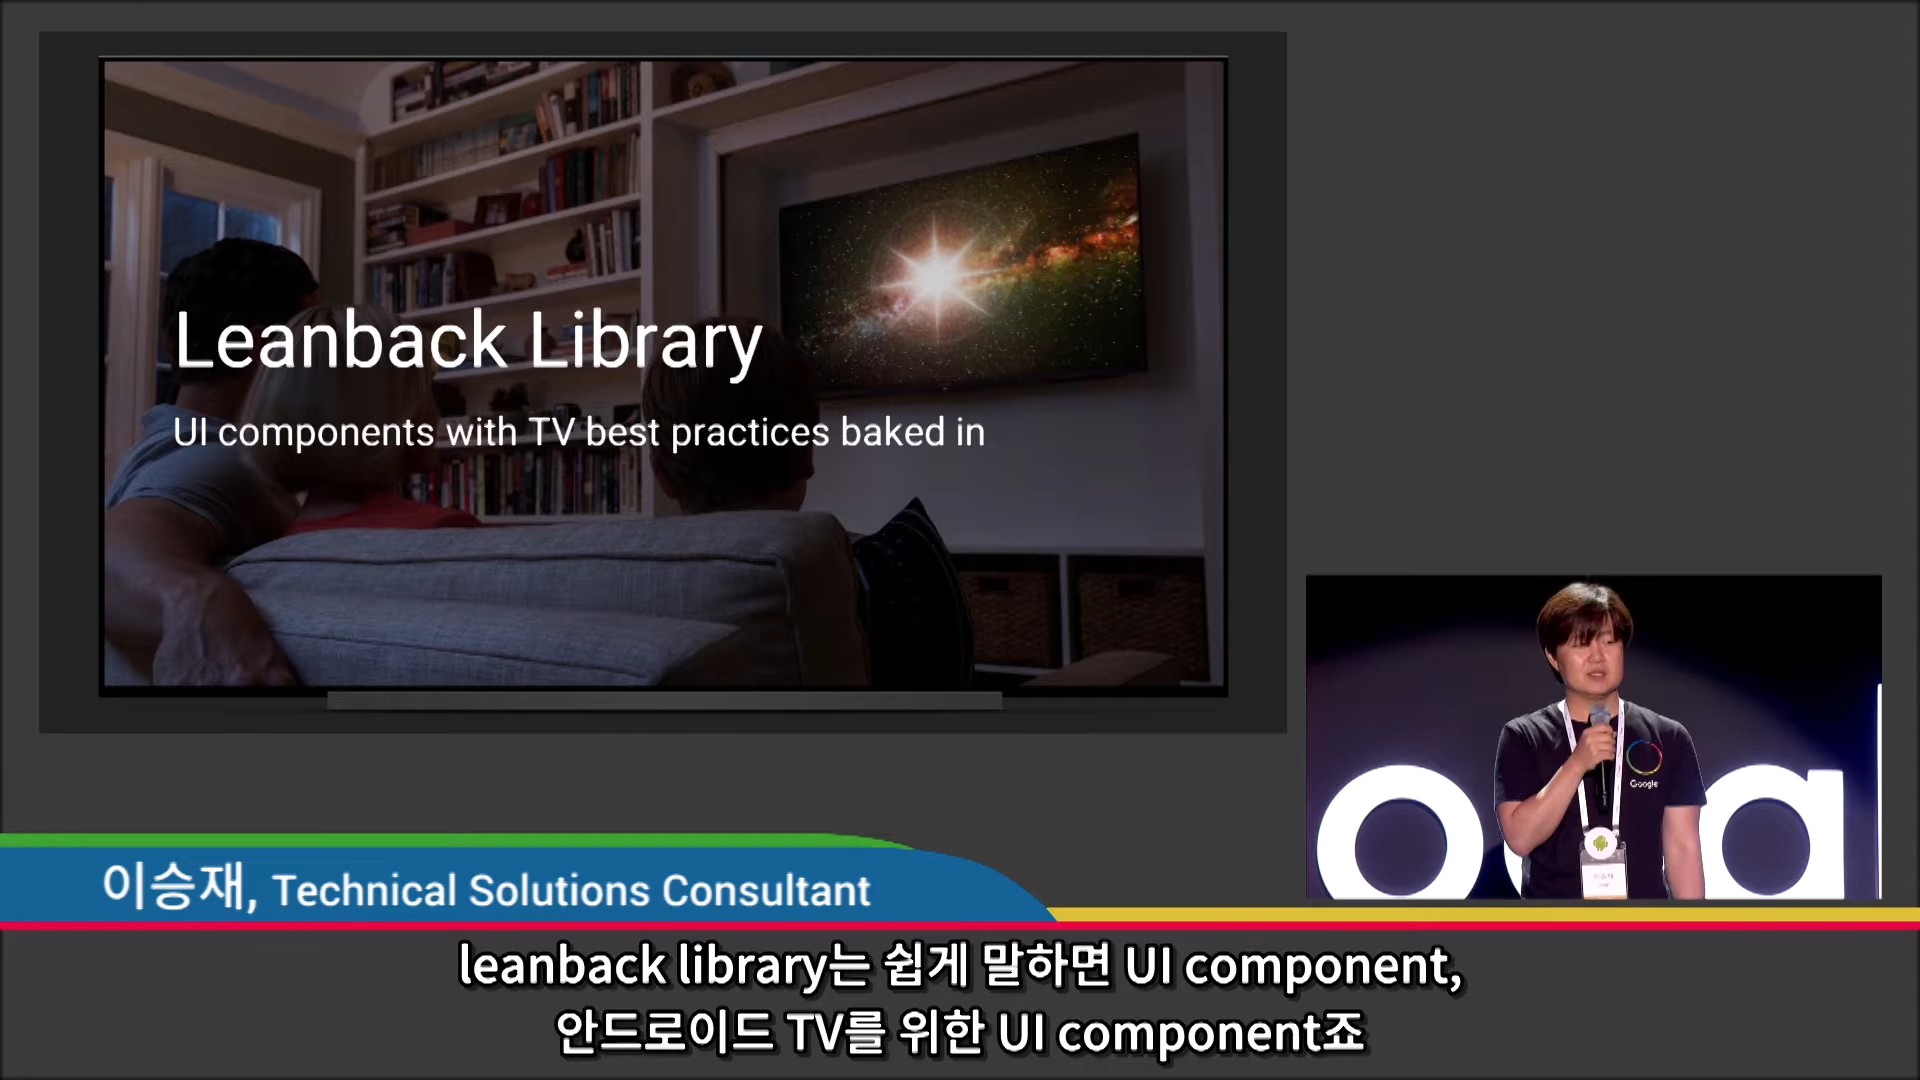 Leanback Library
UI components with TV best practices baked in
Google
이승재, Technical Solutions Consultant
leanback library는 쉽게 말하면 UI component,
안드로이드 TV를 위한 UI component죠